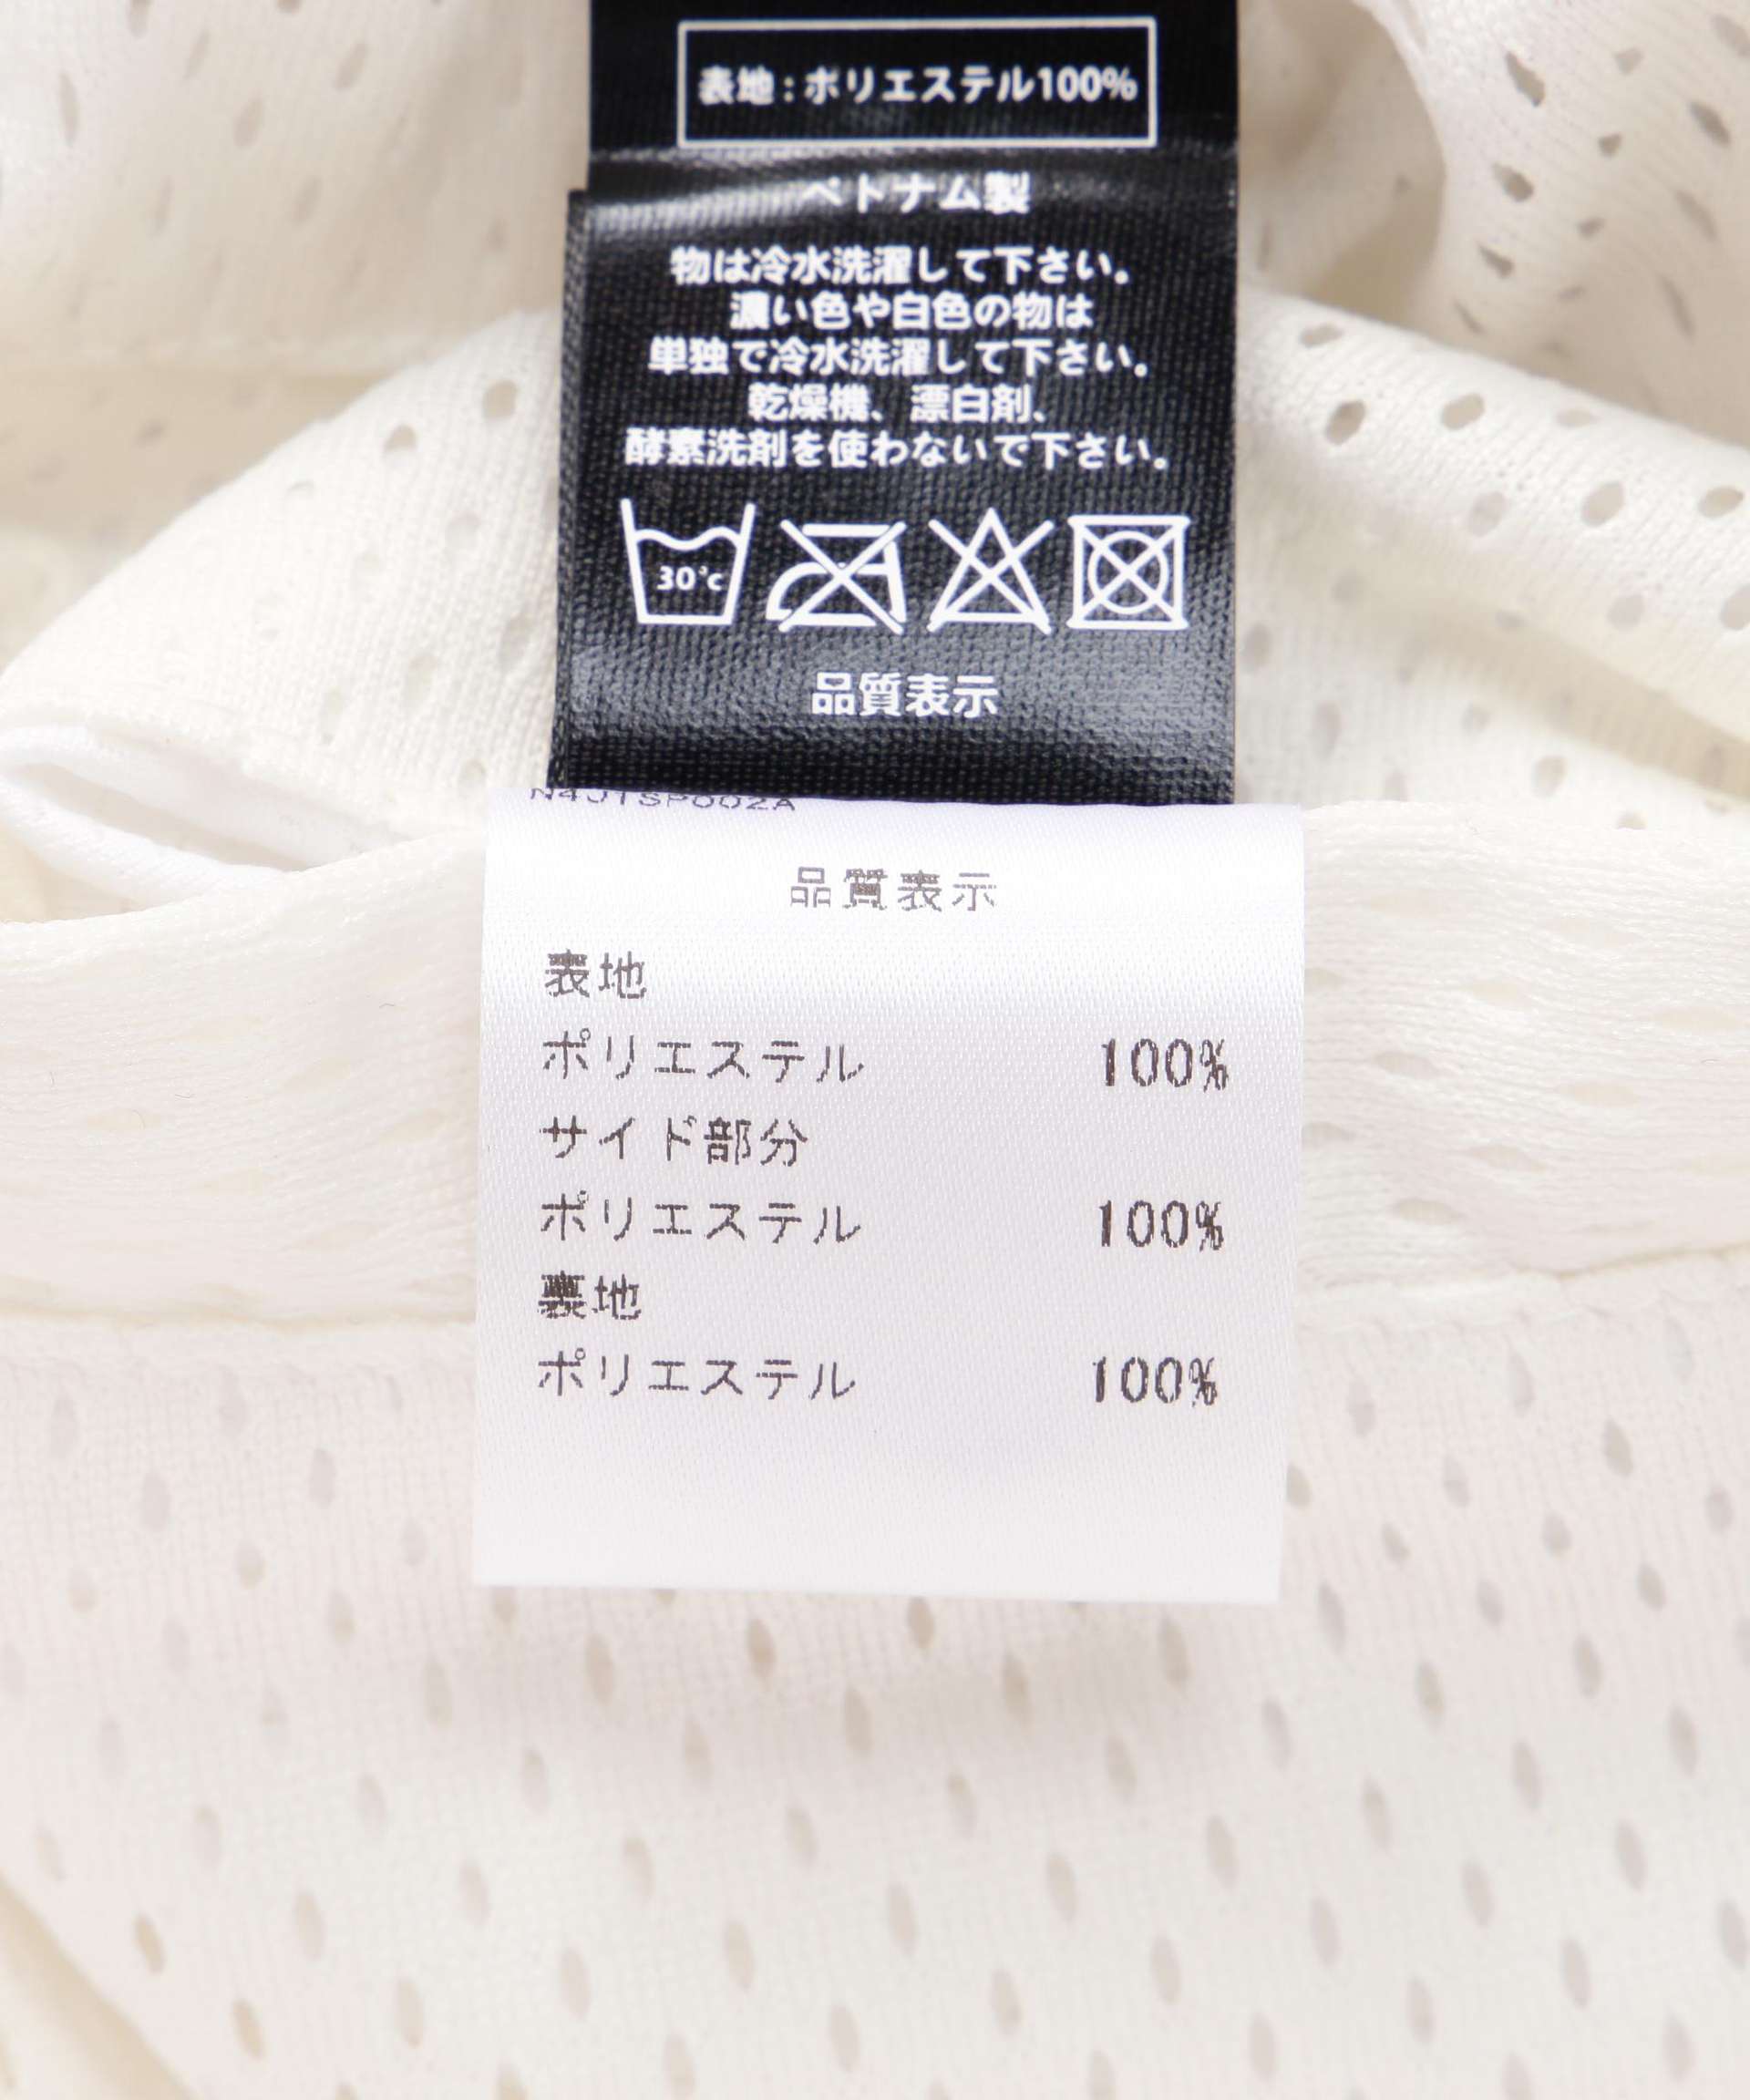 表地:ポリエステル100%
ベトナム製
物は冷水洗濯して下さい。
濃い色や白色の物は
単独で冷水洗濯して下さい。
乾燥機、漂白剤、
酵素洗剤を使わないで下さい。
30°c
品質表示
N4J1SP002A
品質表示
表地
ポリエステル 100%
サイド部分
ポリエステル 100%
裏地
ポリエステル 100%